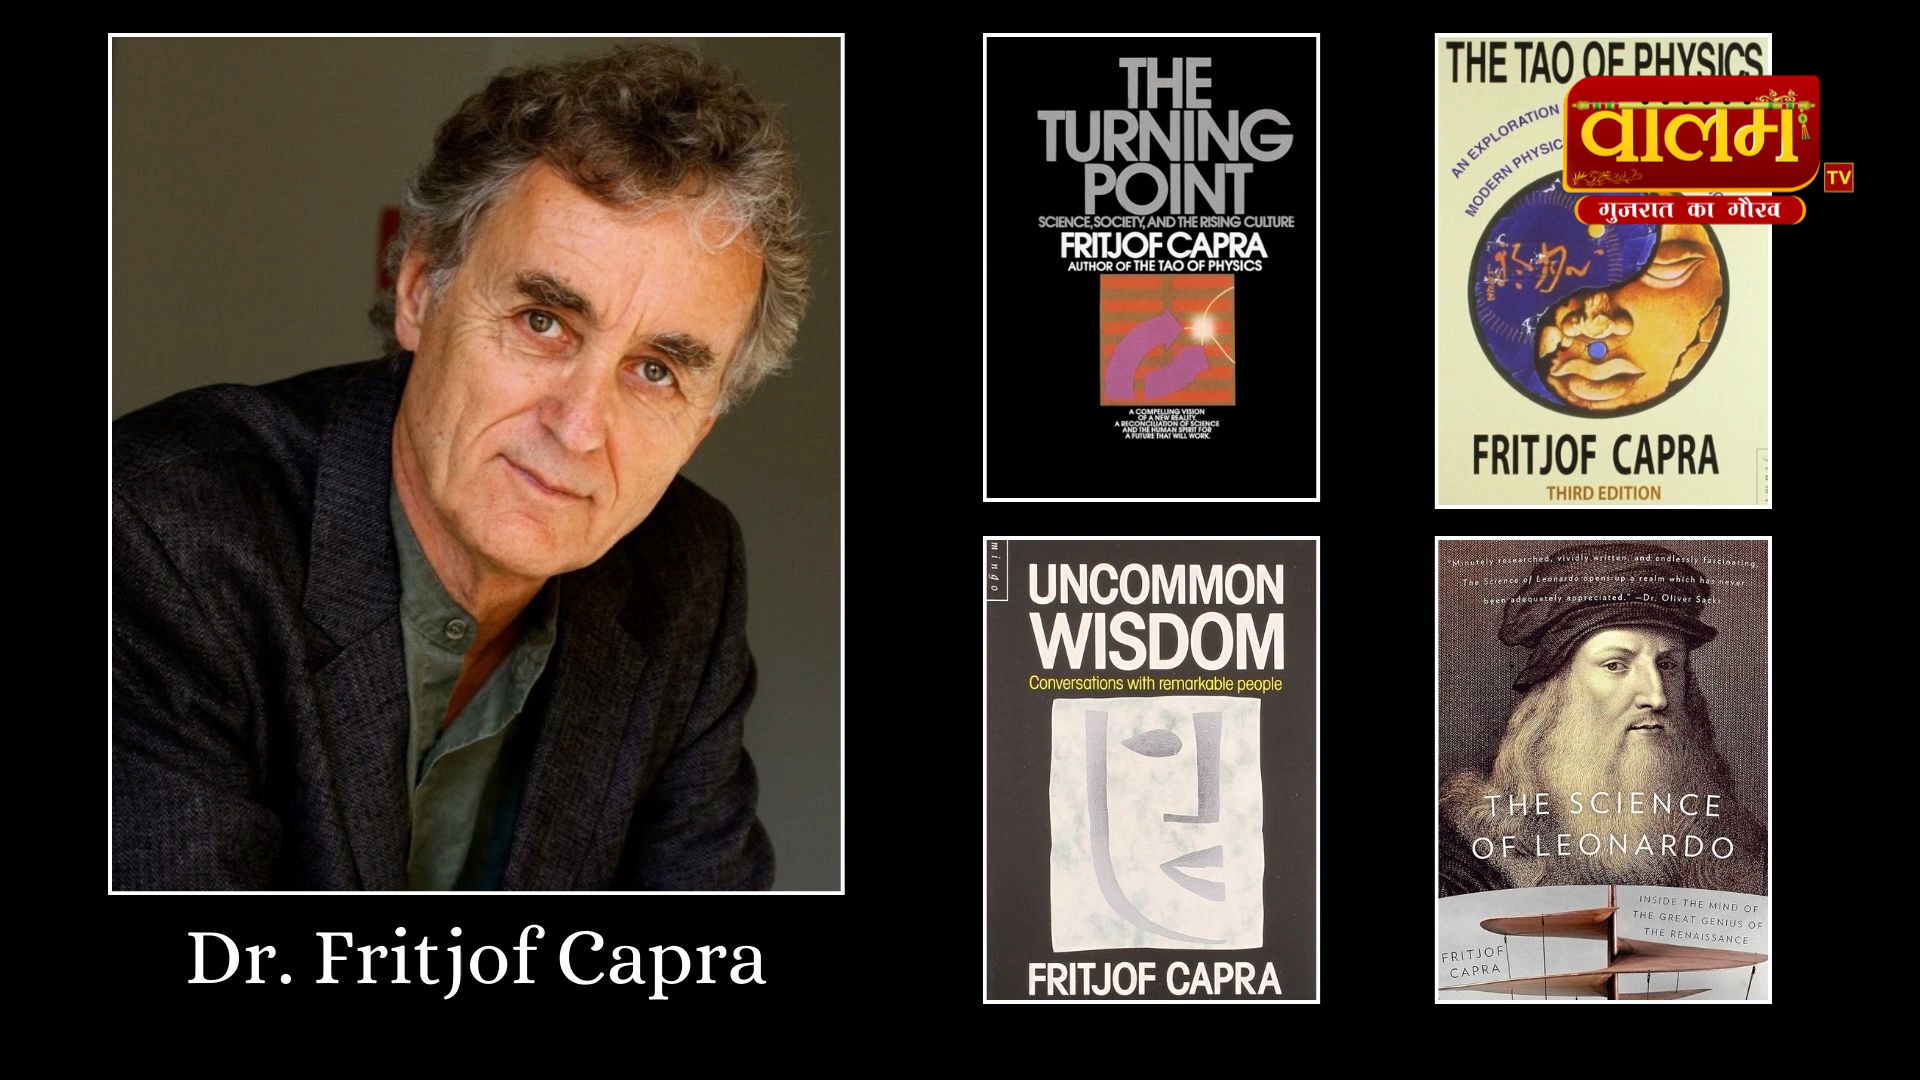 Dr. Fritjof Capra
THE
TURNING
POINT
SCIENCE, SOCIETY, AND THE RISING CULTURE
FRITJOF CAPRA
AUTHOR OF THE TAO OF PHYSICS
A COMPELLING VISION
OF A NEW REALITY,
A RECONCILIATION OF SCIENCE
AND THE HUMAN SPIRIT FOR
A FUTURE THAT WILL WORK.
THE TAO OF PHYSICS
AN EXPLORATION
MODERN PHYSIC
FRITJOF CAPRA
THIRD EDITION
वालम
TV
गुजरात का गौरब
mingo
UNCOMMON
WISDOM
Conversations with remarkable people
FRITJOF CAPRA
"Minutely researched, vividly written, and endlessly fascinating.
The Science of Leonardo opens up a realm which has never
been adequately appreciated." —Dr. Oliver Sacks
THE SCIENCE
OF LEONARDO
INSIDE THE MIND OF
THE GREAT GENIUS OF
THE RENAISSANCE
FRITJOF
CAPRA